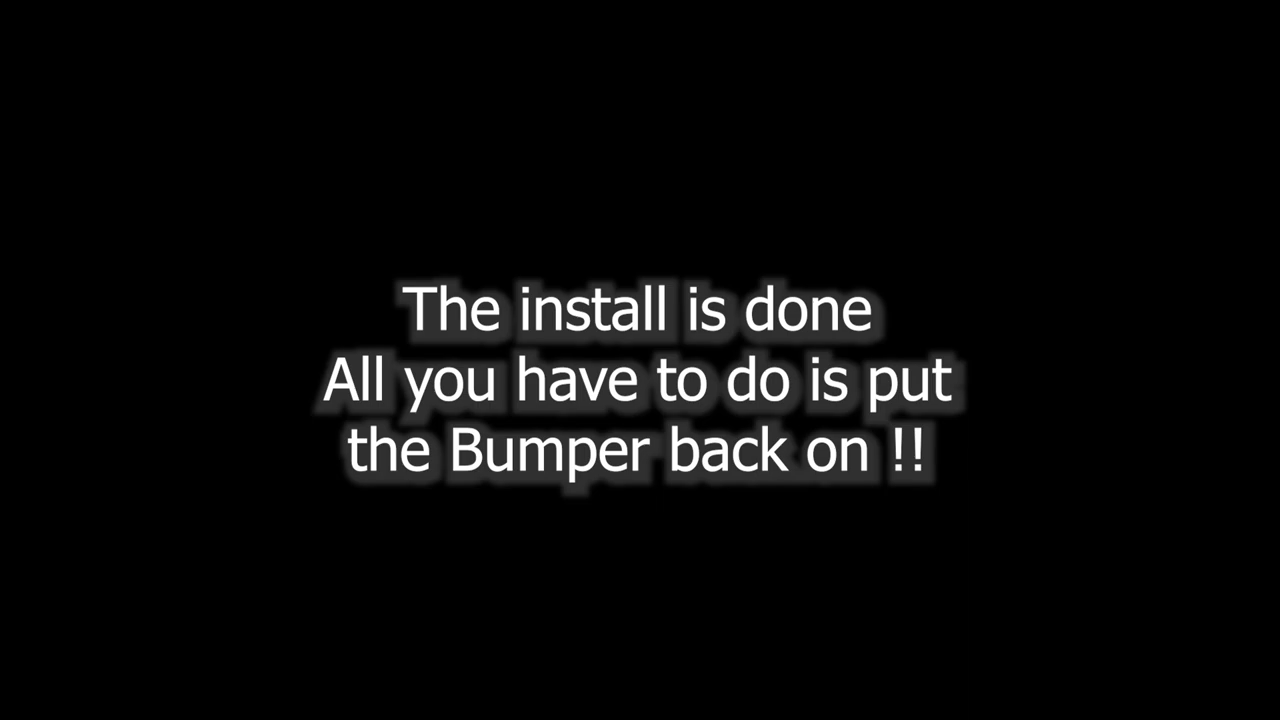 The install is done
All you have to do is put
the Bumper back on !!